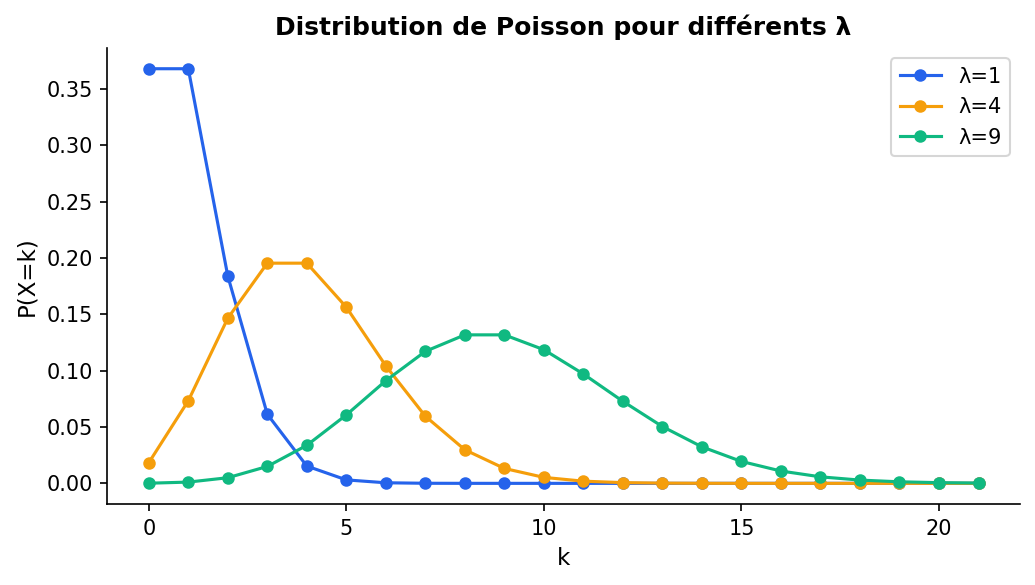 Distribution de Poisson pour différents λ
λ=1
λ=4
λ=9
P(X=k)
0.35
0.30
0.25
0.20
0.15
0.10
0.05
0.00
0 5 10 15 20
k